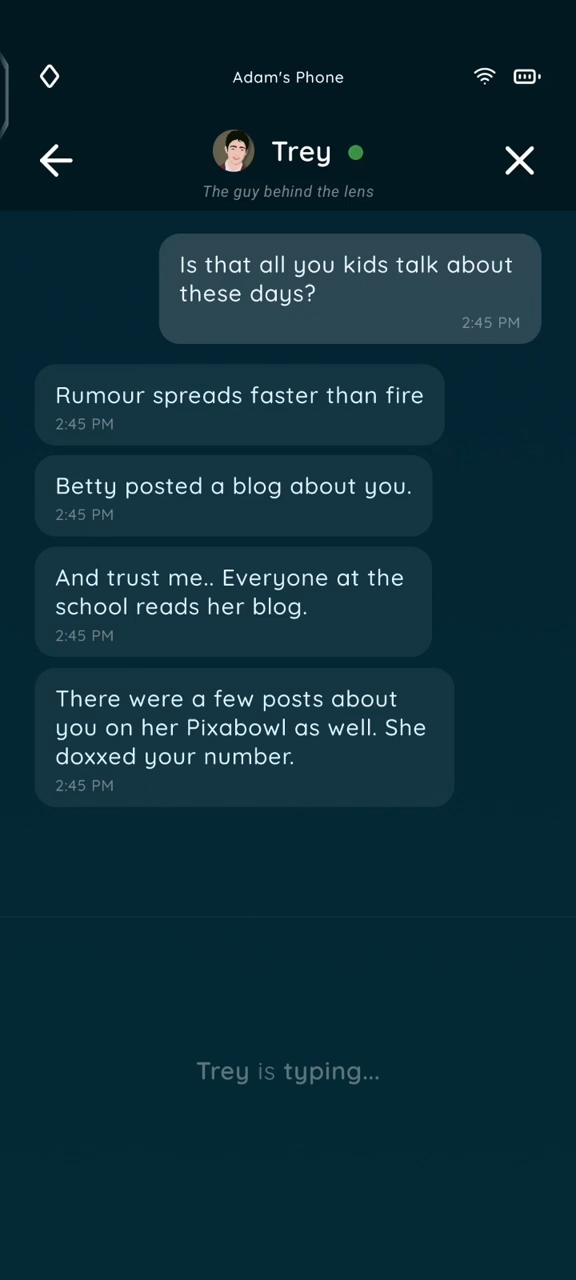 Adam's Phone
Trey
The guy behind the lens
Is that all you kids talk about
these days?
2:45 PM
Rumour spreads faster than fire
2:45 PM
Betty posted a blog about you.
2:45 PM
And trust me.. Everyone at the
school reads her blog.
2:45 PM
There were a few posts about
you on her Pixabowl as well. She
doxxed your number.
2:45 PM
Trey is typing...